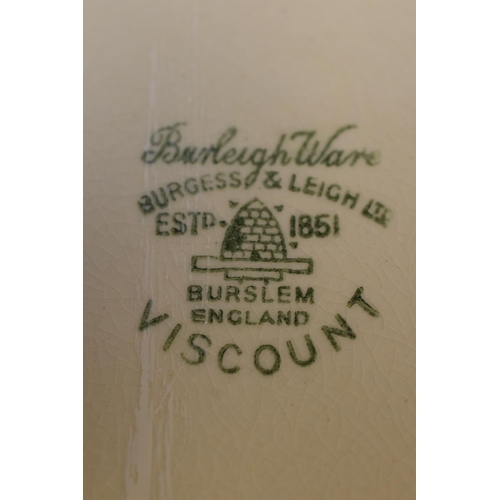 Burleigh Ware
BURGESS & LEIGH LTD
ESTD 1851
BURSLEM
ENGLAND
VISCOUNT